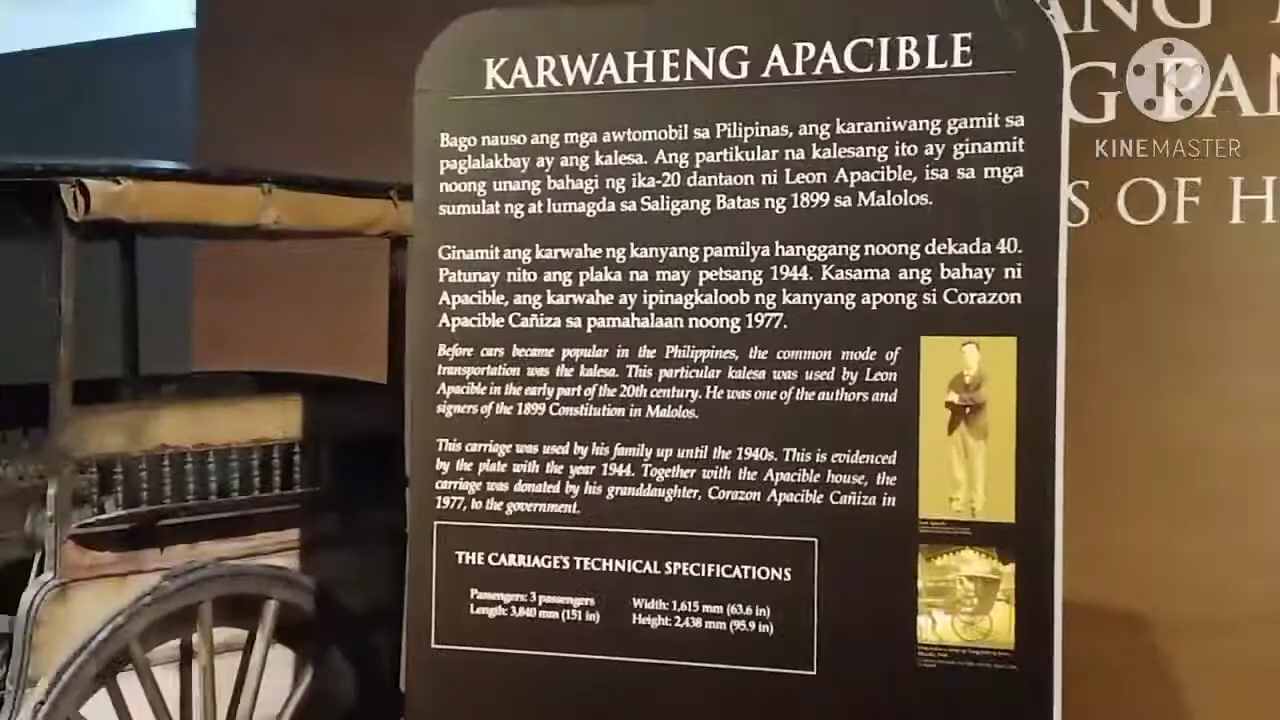 KARWAHENG APACIBLE
Bago nauso ang mga awtomobil sa Pilipinas, ang karaniwang gamit sa
paglalakbay ay ang kalesa. Ang partikular na kalesang ito ay ginamit
noong unang bahagi ng ika-20 dantaon ni Leon Apacible, isa sa mga
sumulat ng at lumagda sa Saligang Batas ng 1899 sa Malolos.
Ginamit ang karwahe ng kanyang pamilya hanggang noong dekada 40.
Patunay nito ang plaka na may petsang 1944. Kasama ang bahay ni
Apacible, ang karwahe ay ipinagkaloob ng kanyang apong si Corazon
Apacible Cañiza sa pamahalaan noong 1977.
Before cars became popular in the Philippines, the common mode of
transportation was the kalesa. This particular kalesa was used by Leon
Apacible in the early part of the 20th century. He was one of the authors and
signers of the 1899 Constitution in Malolos.
This carriage was used by his family up until the 1940s. This is evidenced
by the plate with the year 1944. Together with the Apacible house, the
carriage was donated by his granddaughter, Corazon Apacible Cañiza in
1977, to the government.
THE CARRIAGE'S TECHNICAL SPECIFICATIONS
Passengers: 3 passengers
Length: 3,840 mm (151 in)
Width: 1,615 mm (63.6 in)
Height: 2,438 mm (95.9 in)
ANG
G PAN
S OF H
K
KINEMASTER